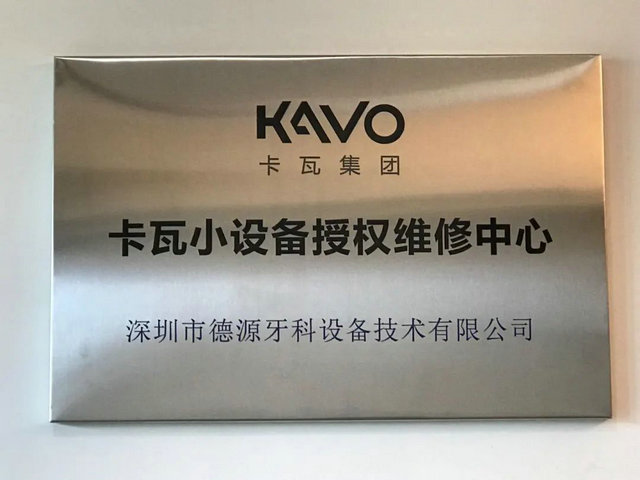 KAVO
卡瓦集团
卡瓦小设备授权维修中心
深圳市德源牙科设备技术有限公司